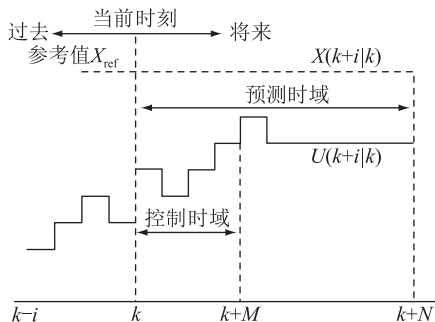 过去 当前时刻 将来
参考值Xref X(k+i|k)
预测时域
U(k+i|k)
控制时域
k–i k k+M k+N